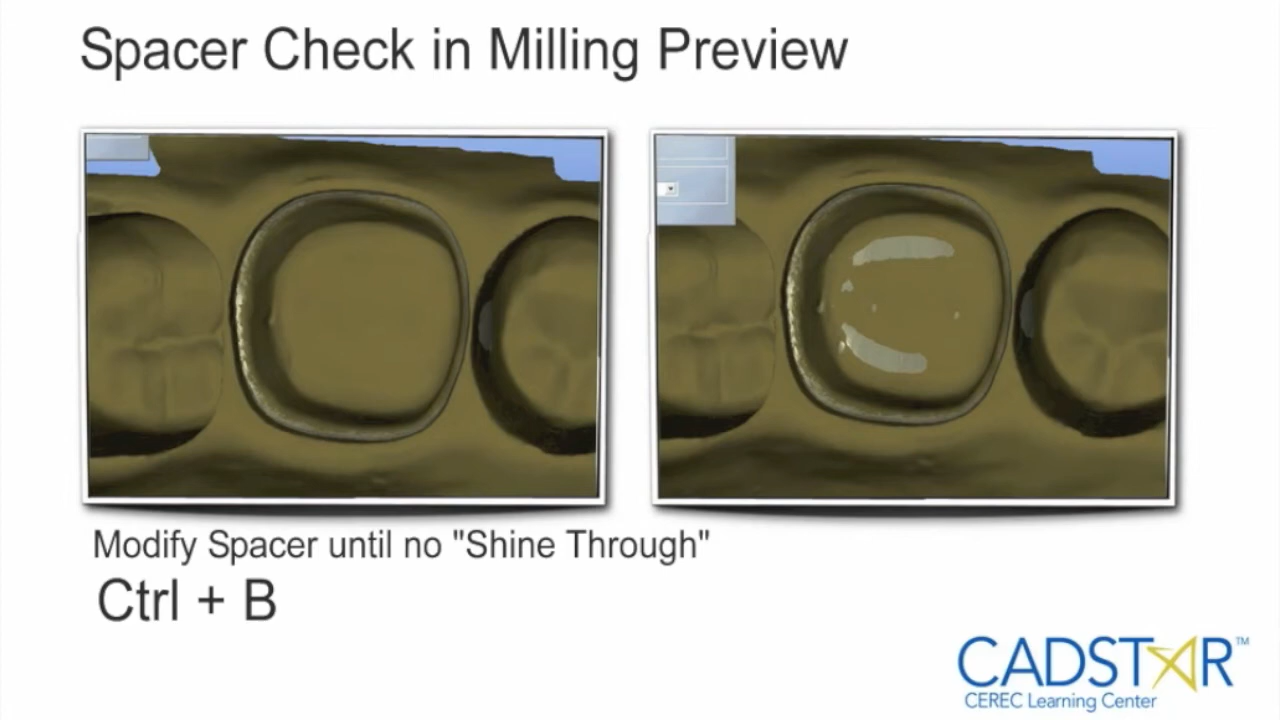 Spacer Check in Milling Preview
Modify Spacer until no "Shine Through"
Ctrl + B
CADSTAR™
CEREC Learning Center